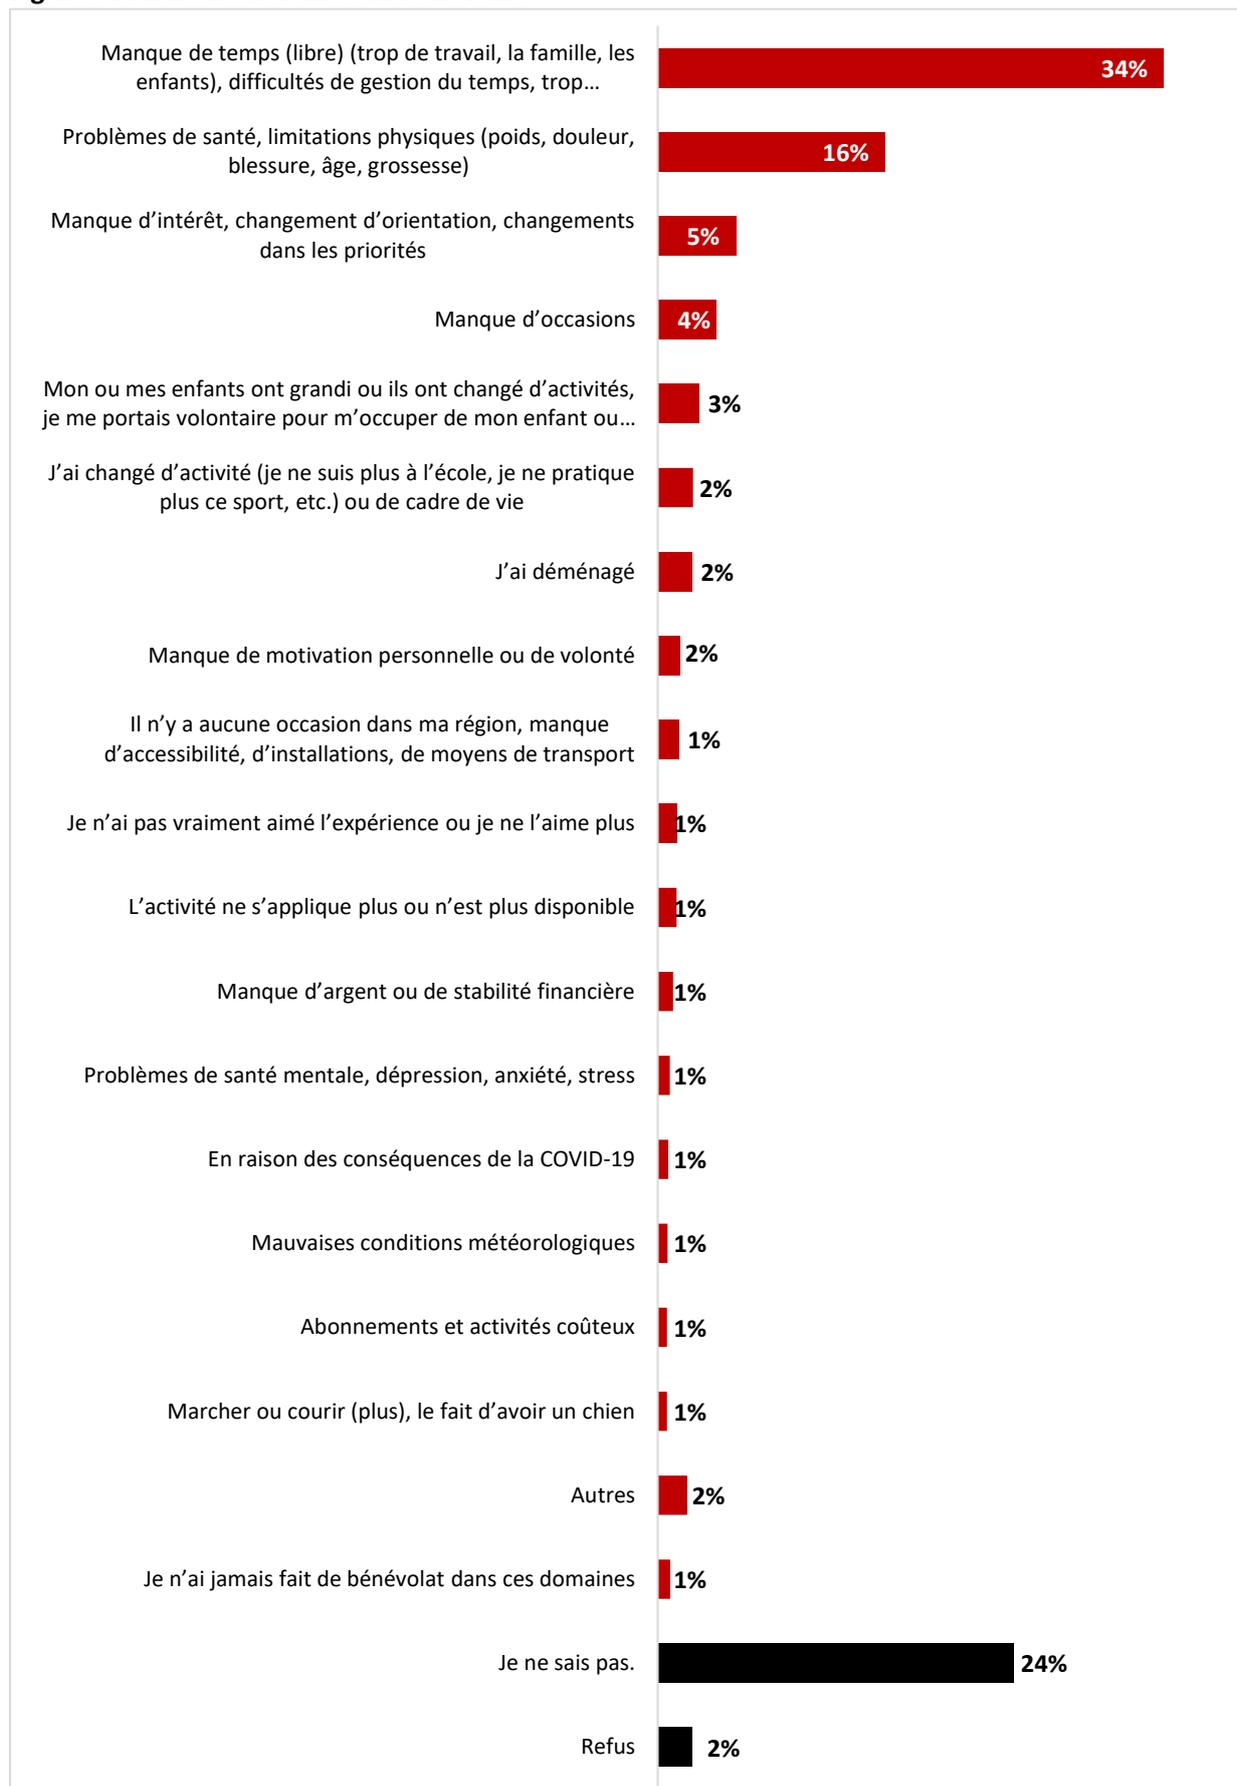 Manque de temps (libre) (trop de travail, la famille, les
enfants), difficultés de gestion du temps, trop...
34%
Problèmes de santé, limitations physiques (poids, douleur,
blessure, âge, grossesse)
16%
Manque d’intérêt, changement d’orientation, changements
dans les priorités
5%
Manque d’occasions
4%
Mon ou mes enfants ont grandi ou ils ont changé d’activités,
je me portais volontaire pour m’occuper de mon enfant ou...
3%
J’ai changé d’activité (je ne suis plus à l’école, je ne pratique
plus ce sport, etc.) ou de cadre de vie
2%
J’ai déménagé
2%
Manque de motivation personnelle ou de volonté
2%
Il n’y a aucune occasion dans ma région, manque
d’accessibilité, d’installations, de moyens de transport
1%
Je n’ai pas vraiment aimé l’expérience ou je ne l’aime plus
1%
L’activité ne s’applique plus ou n’est plus disponible
1%
Manque d’argent ou de stabilité financière
1%
Problèmes de santé mentale, dépression, anxiété, stress
1%
En raison des conséquences de la COVID-19
1%
Mauvaises conditions météorologiques
1%
Abonnements et activités coûteux
1%
Marcher ou courir (plus), le fait d’avoir un chien
1%
Autres
2%
Je n’ai jamais fait de bénévolat dans ces domaines
1%
Je ne sais pas.
24%
Refus
2%